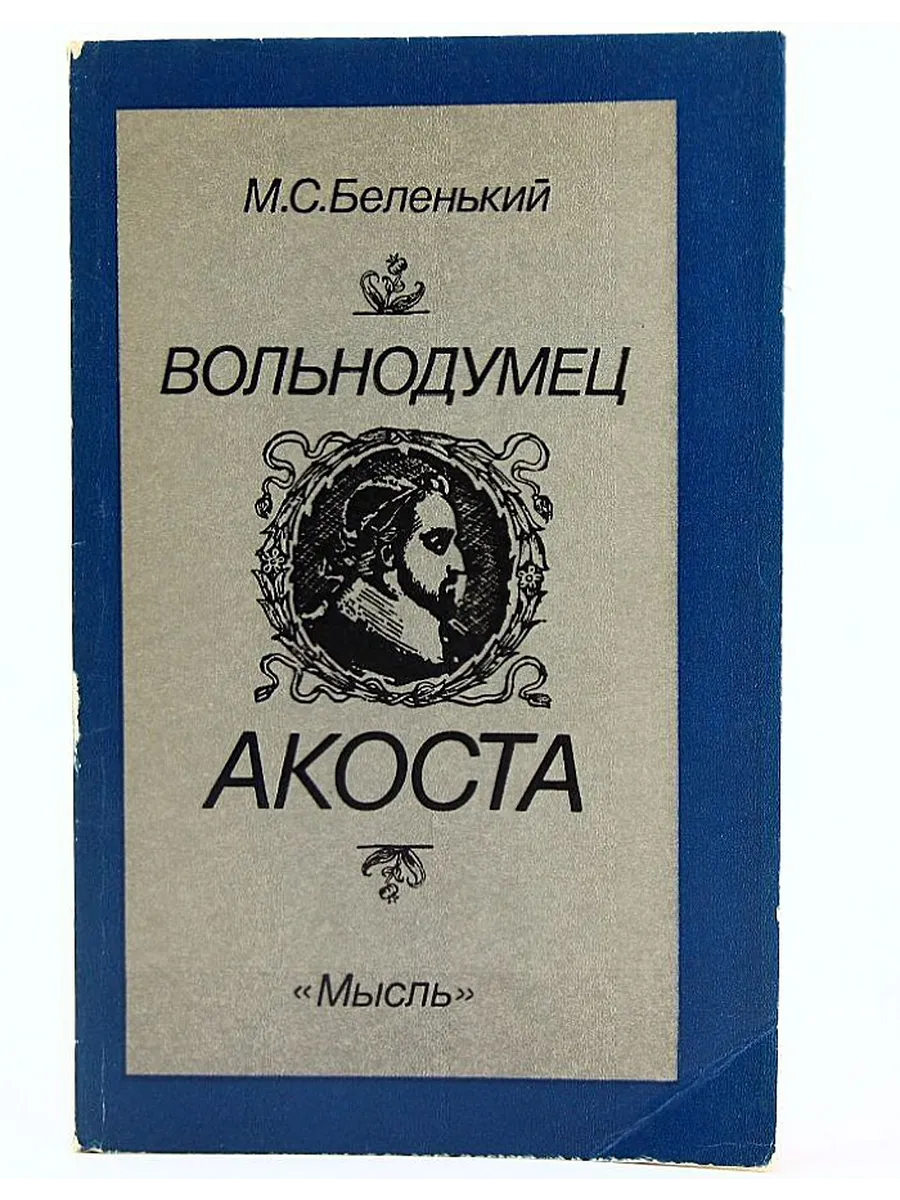 М.С.Беленький
ВОЛЬНОДУМЕЦ
АКОСТА
«Мысль»